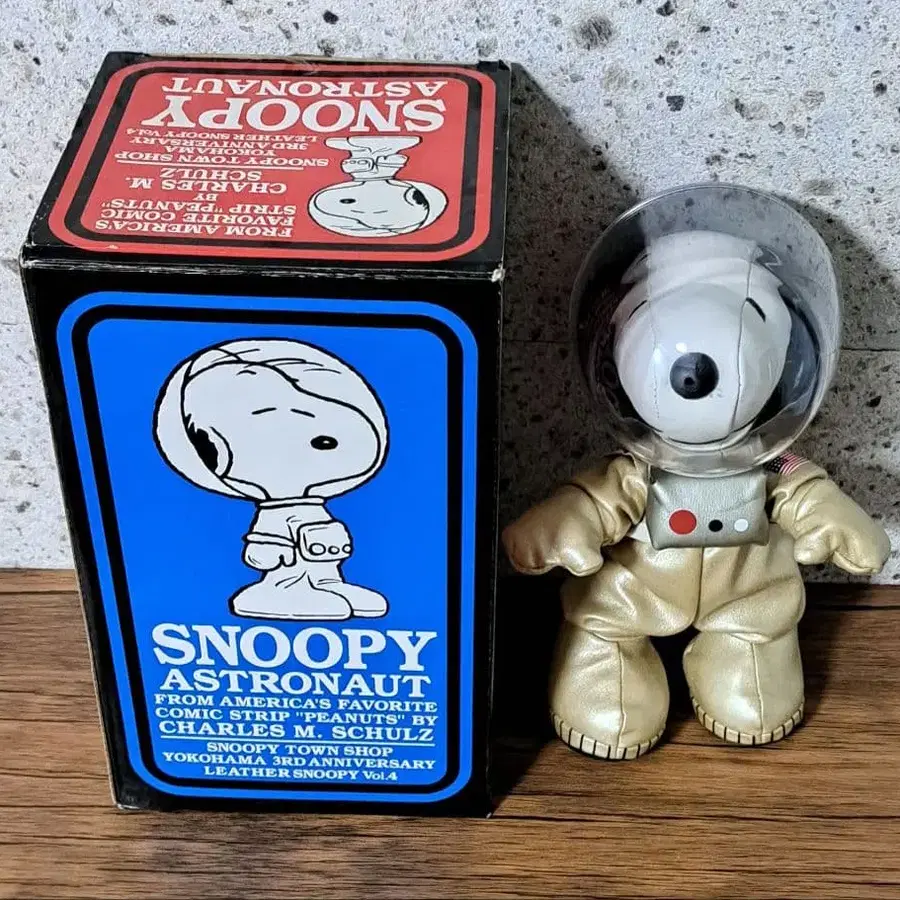 SNOOPY
ASTRONAUT
FROM AMERICA'S
FAVORITE COMIC
STRIP "PEANUTS"
BY
CHARLES M.
SCHULZ
SNOOPY TOWN SHOP
YOKOHAMA
3RD ANNIVERSARY
LEATHER SNOOPY Vol.4
SNOOPY
ASTRONAUT
FROM AMERICA'S FAVORITE
COMIC STRIP "PEANUTS" BY
CHARLES M. SCHULZ
SNOOPY TOWN SHOP
YOKOHAMA 3RD ANNIVERSARY
LEATHER SNOOPY Vol.4